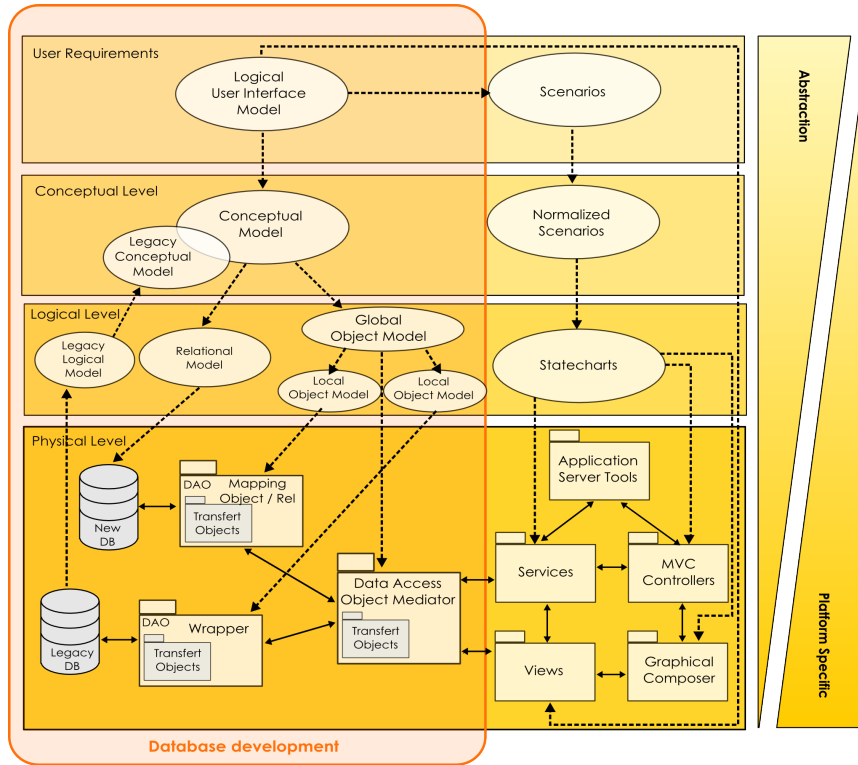 User Requirements
Logical
User Interface
Model
Scenarios
Abstraction
Conceptual Level
Conceptual
Model
Legacy
Conceptual
Model
Normalized
Scenarios
Logical Level
Global
Object Model
Legacy
Logical
Model
Relational
Model
Local
Object Model
Local
Object Model
Statecharts
Physical Level
Application
Server Tools
DAO
Mapping
Object / Rel
Transfert
Objects
New
DB
Data Access
Object Mediator
Transfert
Objects
Services
MVC
Controllers
Legacy
DB
DAO
Wrapper
Transfert
Objects
Views
Graphical
Composer
Platform Specific
Database development